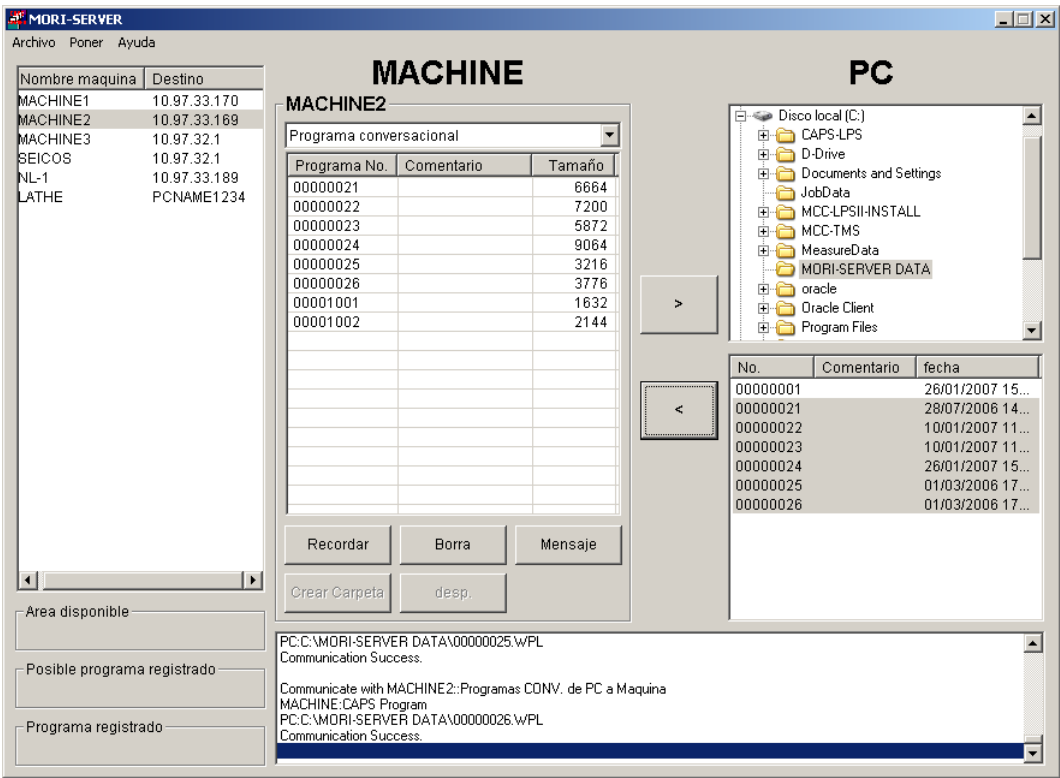 MORI-SERVER
Archivo Poner Ayuda
MACHINE PC
Nombre maquina Destino
MACHINE1 10.97.33.170
MACHINE2 10.97.33.169
MACHINE3 10.97.32.1
SEICOS 10.97.32.1
NL-1 10.97.33.189
LATHE PCNAME1234
MACHINE2
Programa conversacional
Programa No. Comentario Tamaño
00000021 6664
00000022 7200
00000023 5872
00000024 9064
00000025 3216
00000026 3776
00001001 1632
00001002 2144
Recordar Borra Mensaje
Crear Carpeta desp.
>
<
Disco local (C:)
CAPS-LPS
D-Drive
Documents and Settings
JobData
MCC-LPSII-INSTALL
MCC-TMS
MeasureData
MORI-SERVER DATA
oracle
Oracle Client
Program Files
No. Comentario fecha
00000001 26/01/2007 15...
00000021 28/07/2006 14...
00000022 10/01/2007 11...
00000023 10/01/2007 11...
00000024 26/01/2007 15...
00000025 01/03/2006 17...
00000026 01/03/2006 17...
Area disponible
Posible programa registrado
Programa registrado
PC:C:\MORI-SERVER DATA\00000025.WPL
Communication Success.
Communicate with MACHINE2::Programas CONV. de PC a Maquina
MACHINE:CAPS Program
PC:C:\MORI-SERVER DATA\00000026.WPL
Communication Success.